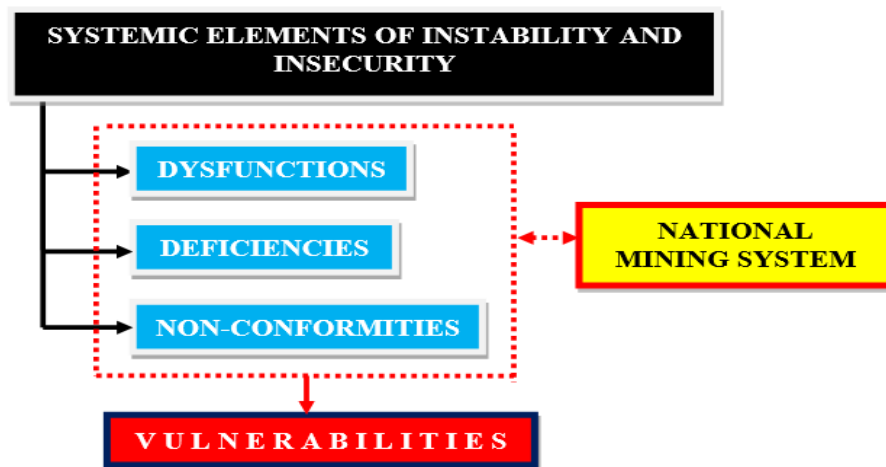 SYSTEMIC ELEMENTS OF INSTABILITY AND
INSECURITY
DYSFUNCTIONS
DEFICIENCIES
NON-CONFORMITIES
NATIONAL
MINING SYSTEM
VULNERABILITIES